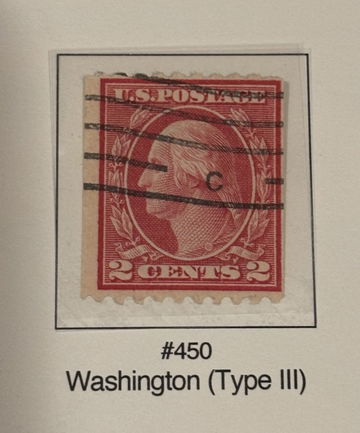 U.S. POSTAGE
C
2 CENTS 2
#450
Washington (Type III)